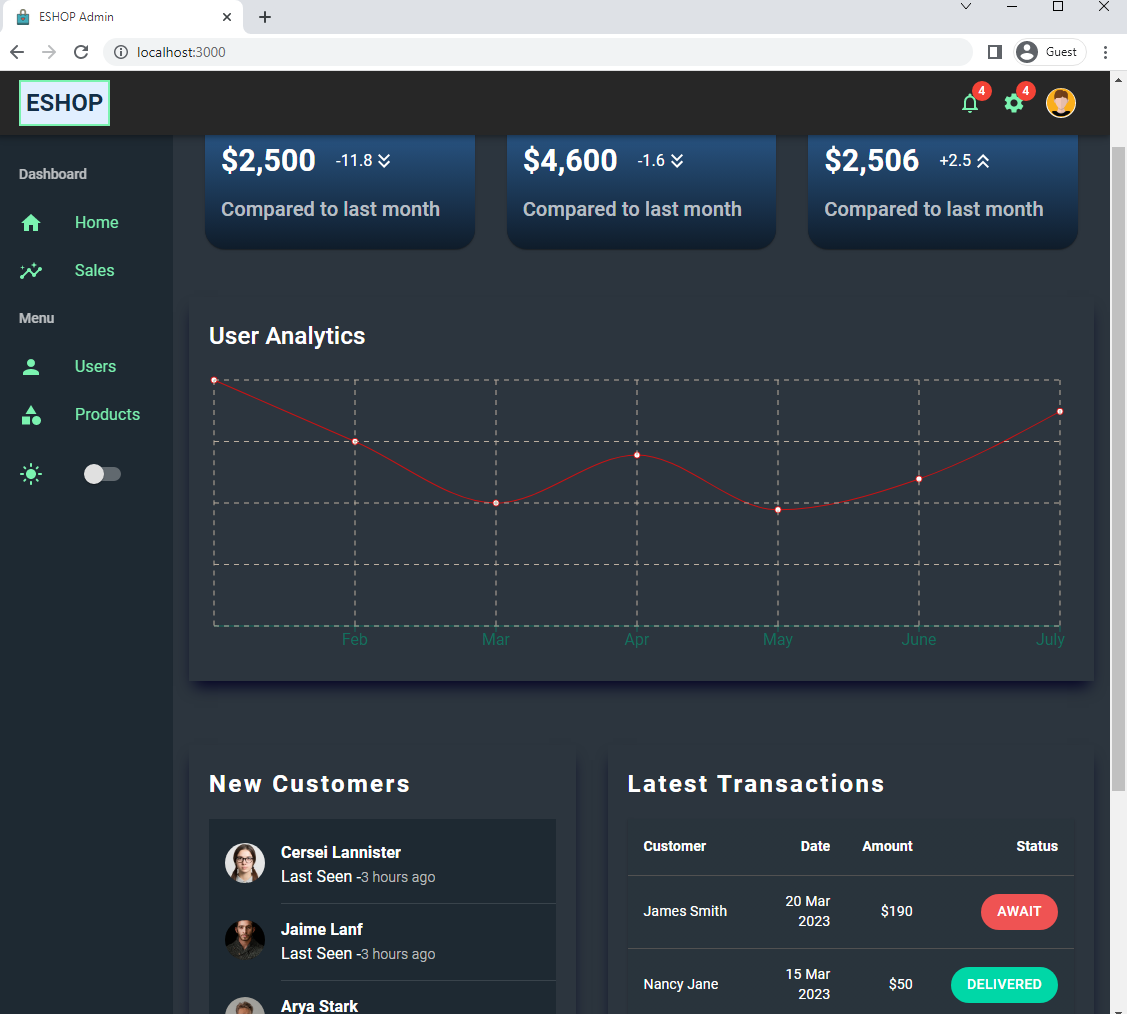 ESHOP Admin
localhost:3000
Guest
ESHOP
4
4
Dashboard
Home
Sales
Menu
Users
Products
$2,500 -11.8
Compared to last month
$4,600 -1.6
Compared to last month
$2,506 +2.5
Compared to last month
User Analytics
Feb Mar Apr May June July
New Customers
Cersei Lannister
Last Seen -3 hours ago
Jaime Lanf
Last Seen -3 hours ago
Arya Stark
Latest Transactions
Customer Date Amount Status
James Smith 20 Mar 2023 $190 AWAIT
Nancy Jane 15 Mar 2023 $50 DELIVERED